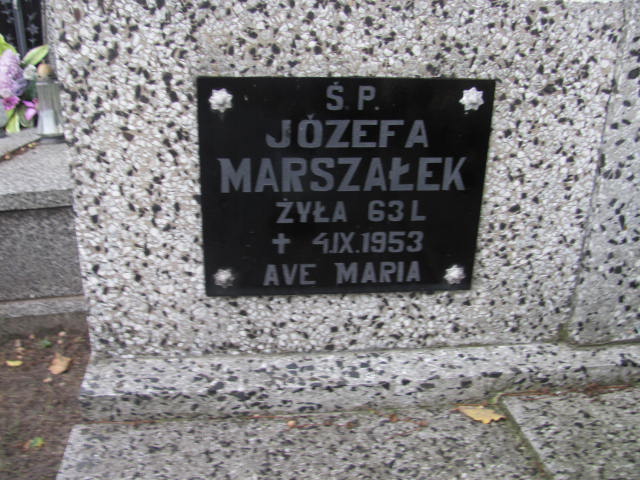 Ś. P.
JÓZEFA
MARSZAŁEK
ŻYŁA 63 L
+ 4.IX.1953
AVE MARIA